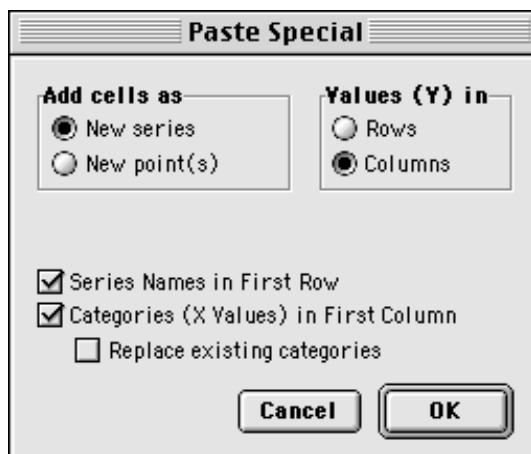 Paste Special
Add cells as
New series
New point(s)
Values (Y) in
Rows
Columns
Series Names in First Row
Categories (X Values) in First Column
Replace existing categories
Cancel
OK